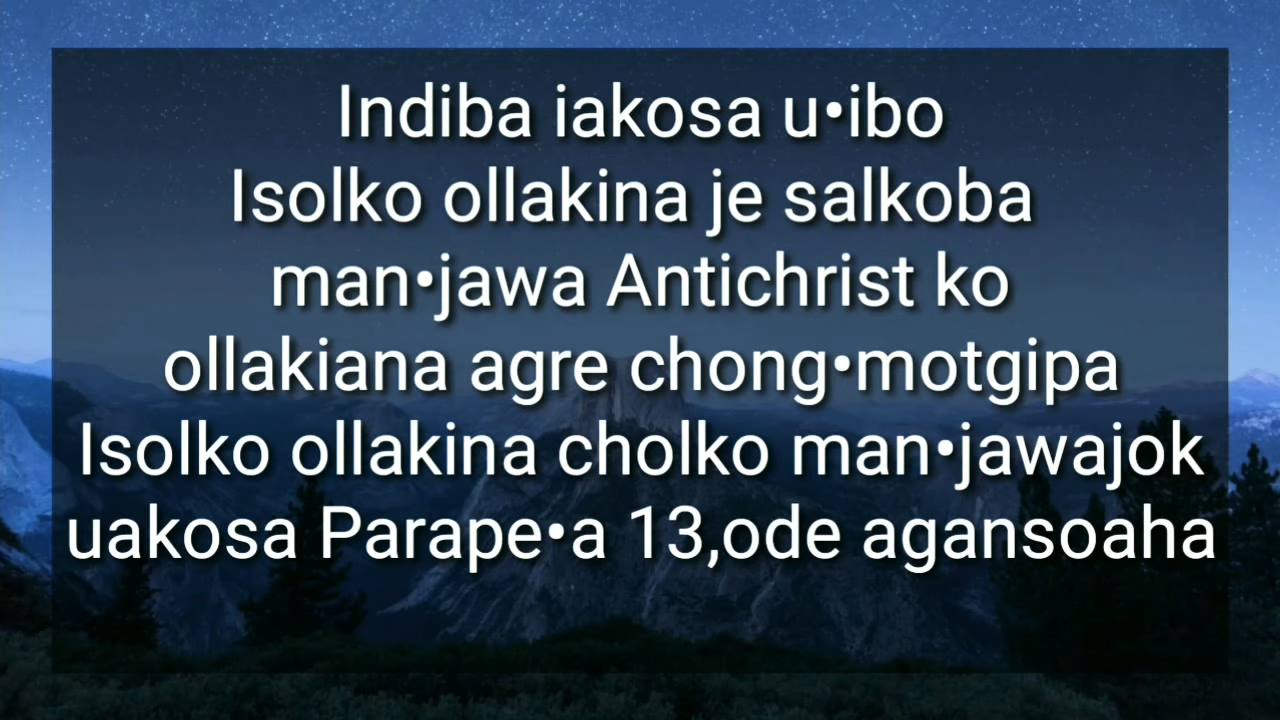 Indiba iakosa u•ibo
Isolko ollakina je salkoba
man•jawa Antichrist ko
ollakiana agre chong•motgipa
Isolko ollakina cholko man•jawajok
uakosa Parape•a 13,ode agansoaha